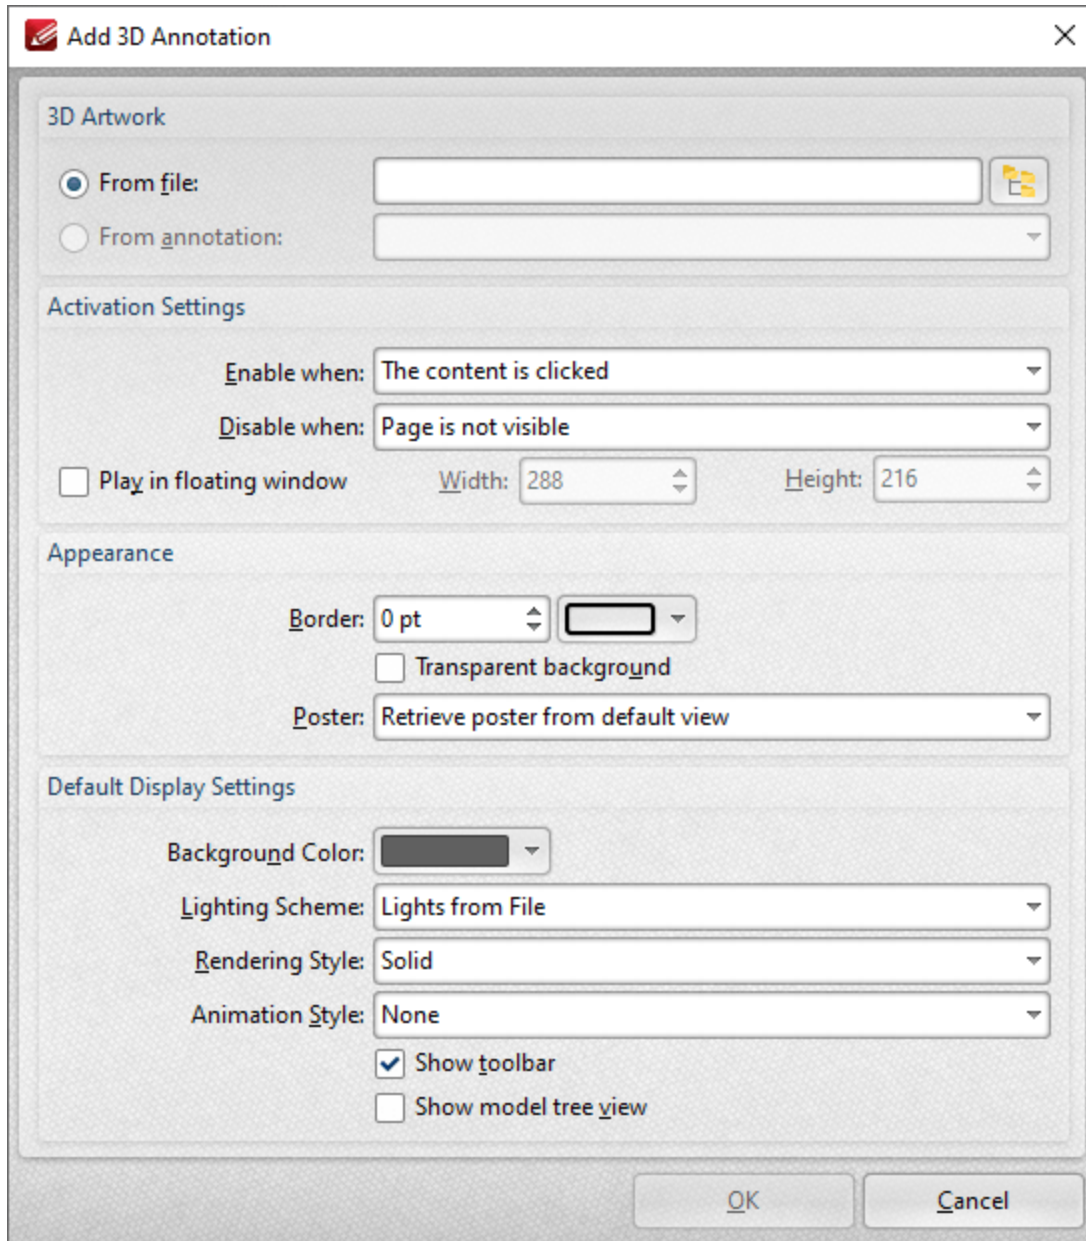 Add 3D Annotation
3D Artwork
From file:
From annotation:
Activation Settings
Enable when: The content is clicked
Disable when: Page is not visible
Play in floating window Width: 288 Height: 216
Appearance
Border: 0 pt
Transparent background
Poster: Retrieve poster from default view
Default Display Settings
Background Color:
Lighting Scheme: Lights from File
Rendering Style: Solid
Animation Style: None
Show toolbar
Show model tree view
OK Cancel